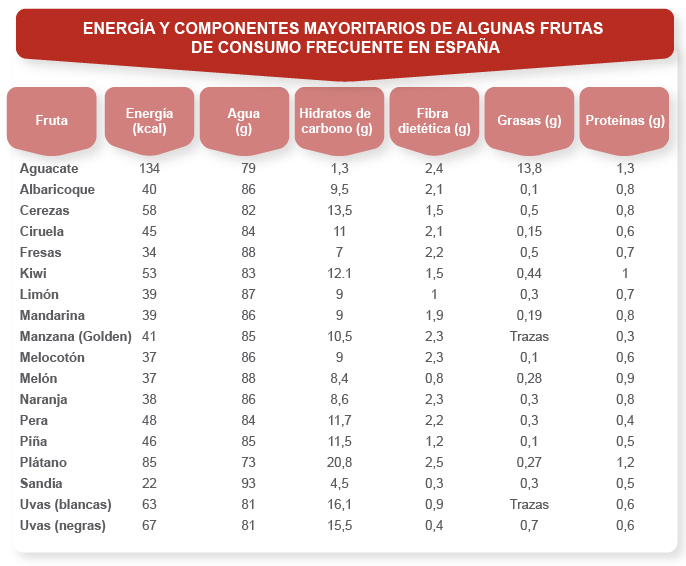 ENERGÍA Y COMPONENTES MAYORITARIOS DE ALGUNAS FRUTAS
DE CONSUMO FRECUENTE EN ESPAÑA
Fruta Energía (kcal) Agua (g) Hidratos de carbono (g) Fibra dietética (g) Grasas (g) Proteínas (g)
Aguacate 134 79 1,3 2,4 13,8 1,3
Albaricoque 40 86 9,5 2,1 0,1 0,8
Cerezas 58 82 13,5 1,5 0,5 0,8
Ciruela 45 84 11 2,1 0,15 0,6
Fresas 34 88 7 2,2 0,5 0,7
Kiwi 53 83 12.1 1,5 0,44 1
Limón 39 87 9 1 0,3 0,7
Mandarina 39 86 9 1,9 0,19 0,8
Manzana (Golden) 41 85 10,5 2,3 Trazas 0,3
Melocotón 37 86 9 2,3 0,1 0,6
Melón 37 88 8,4 0,8 0,28 0,9
Naranja 38 86 8,6 2,3 0,3 0,8
Pera 48 84 11,7 2,2 0,3 0,4
Piña 46 85 11,5 1,2 0,1 0,5
Plátano 85 73 20,8 2,5 0,27 1,2
Sandia 22 93 4,5 0,3 0,3 0,5
Uvas (blancas) 63 81 16,1 0,9 Trazas 0,6
Uvas (negras) 67 81 15,5 0,4 0,7 0,6